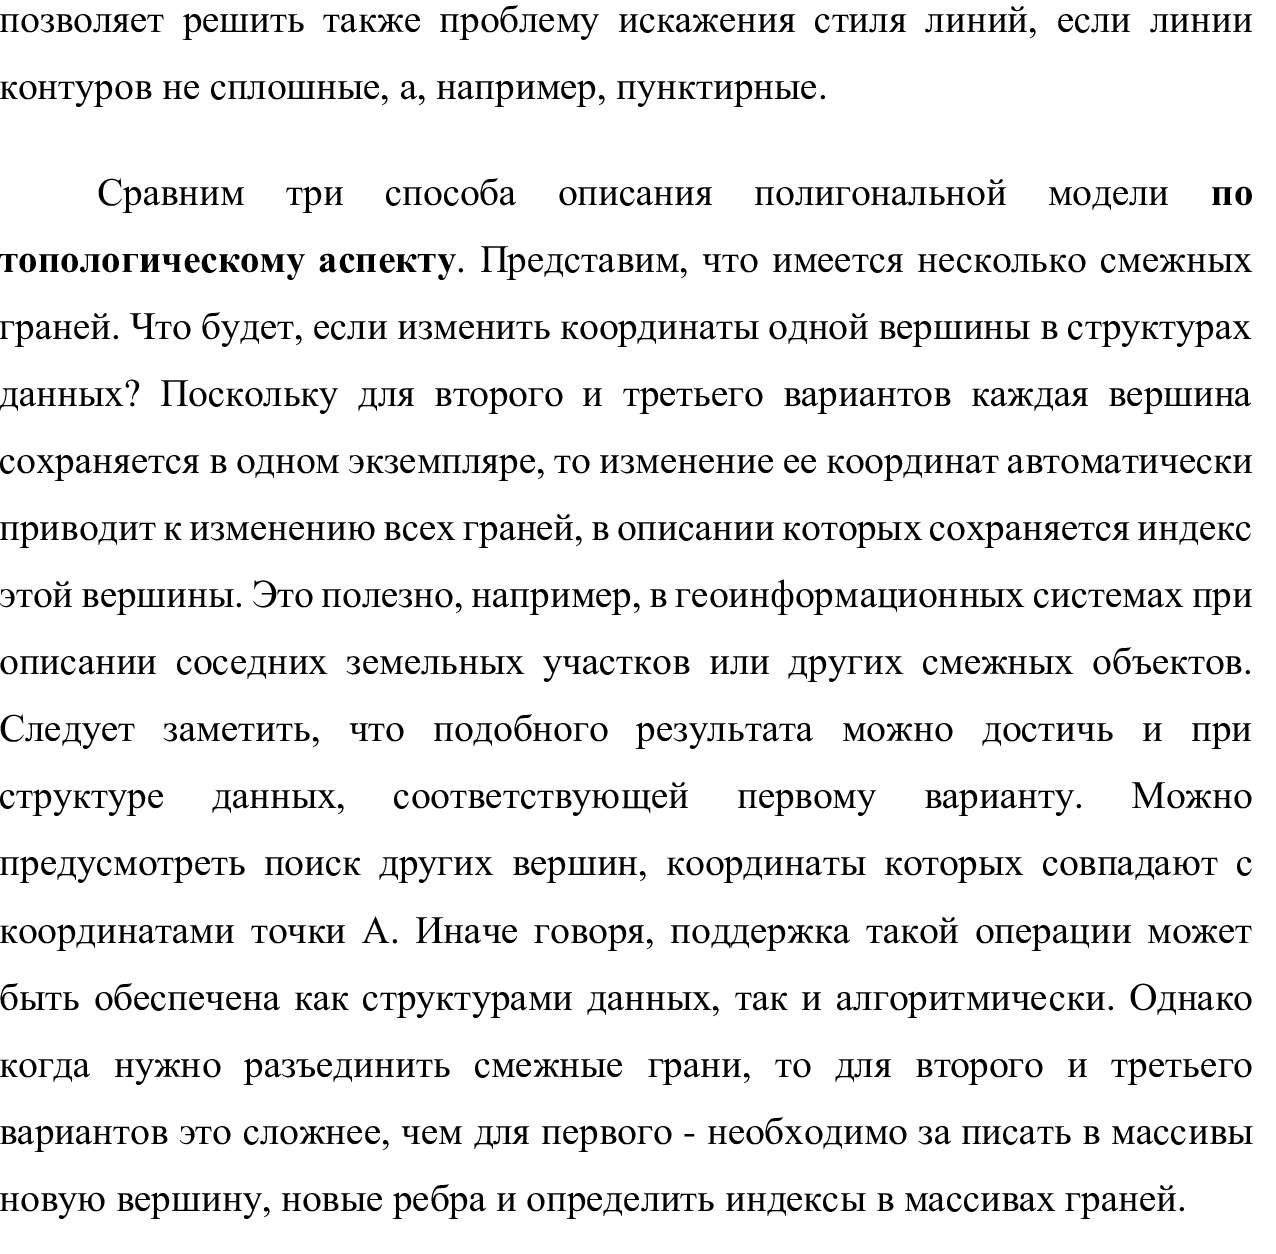 позволяет решить также проблему искажения стиля линий, если линии
контуров не сплошные, а, например, пунктирные.
Сравним три способа описания полигональной модели по
топологическому аспекту. Представим, что имеется несколько смежных
граней. Что будет, если изменить координаты одной вершины в структурах
данных? Поскольку для второго и третьего вариантов каждая вершина
сохраняется в одном экземпляре, то изменение ее координат автоматически
приводит к изменению всех граней, в описании которых сохраняется индекс
этой вершины. Это полезно, например, в геоинформационных системах при
описании соседних земельных участков или других смежных объектов.
Следует заметить, что подобного результата можно достичь и при
структуре данных, соответствующей первому варианту. Можно
предусмотреть поиск других вершин, координаты которых совпадают с
координатами точки А. Иначе говоря, поддержка такой операции может
быть обеспечена как структурами данных, так и алгоритмически. Однако
когда нужно разъединить смежные грани, то для второго и третьего
вариантов это сложнее, чем для первого - необходимо за писать в массивы
новую вершину, новые ребра и определить индексы в массивах граней.